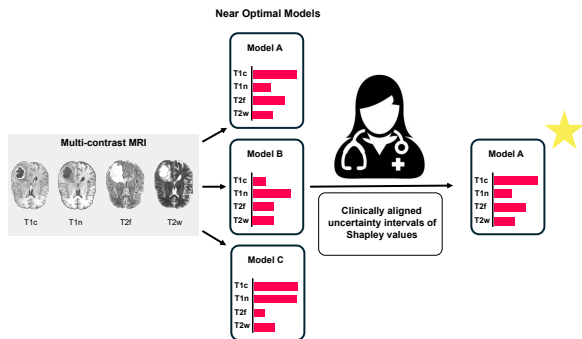 Near Optimal Models
Model A
T1c
T1n
T2f
T2w
Multi-contrast MRI
T1c T1n T2f T2w
Model B
T1c
T1n
T2f
T2w
Clinically aligned
uncertainty intervals of
Shapley values
Model A
T1c
T1n
T2f
T2w
Model C
T1c
T1n
T2f
T2w